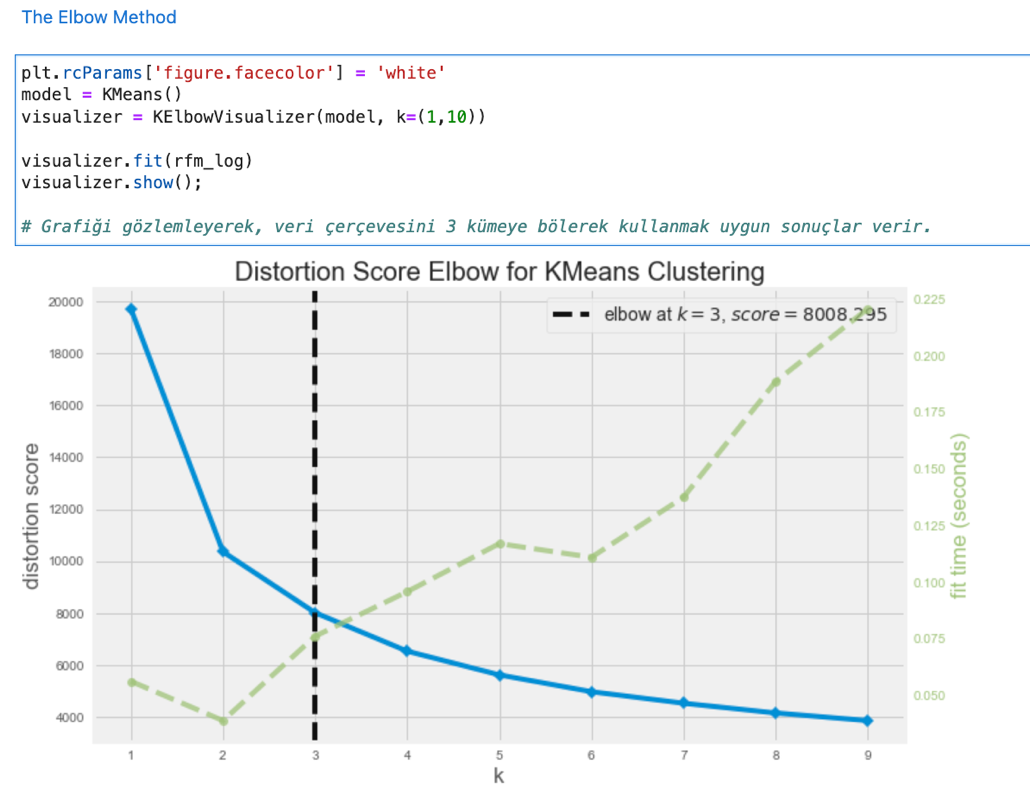 The Elbow Method
plt.rcParams['figure.facecolor'] = 'white'
model = KMeans()
visualizer = KElbowVisualizer(model, k=(1,10))
visualizer.fit(rfm_log)
visualizer.show();
# Grafiği gözlemleyerek, veri çerçevesini 3 kümeye bölerek kullanmak uygun sonuçlar verir.
Distortion Score Elbow for KMeans Clustering
elbow at k = 3, score = 8008.295
distortion score
20000
18000
16000
14000
12000
10000
8000
6000
4000
0.225
0.200
0.175
0.150
0.125
0.100
0.075
0.050
fit time (seconds)
1 2 3 4 5 6 7 8 9
k